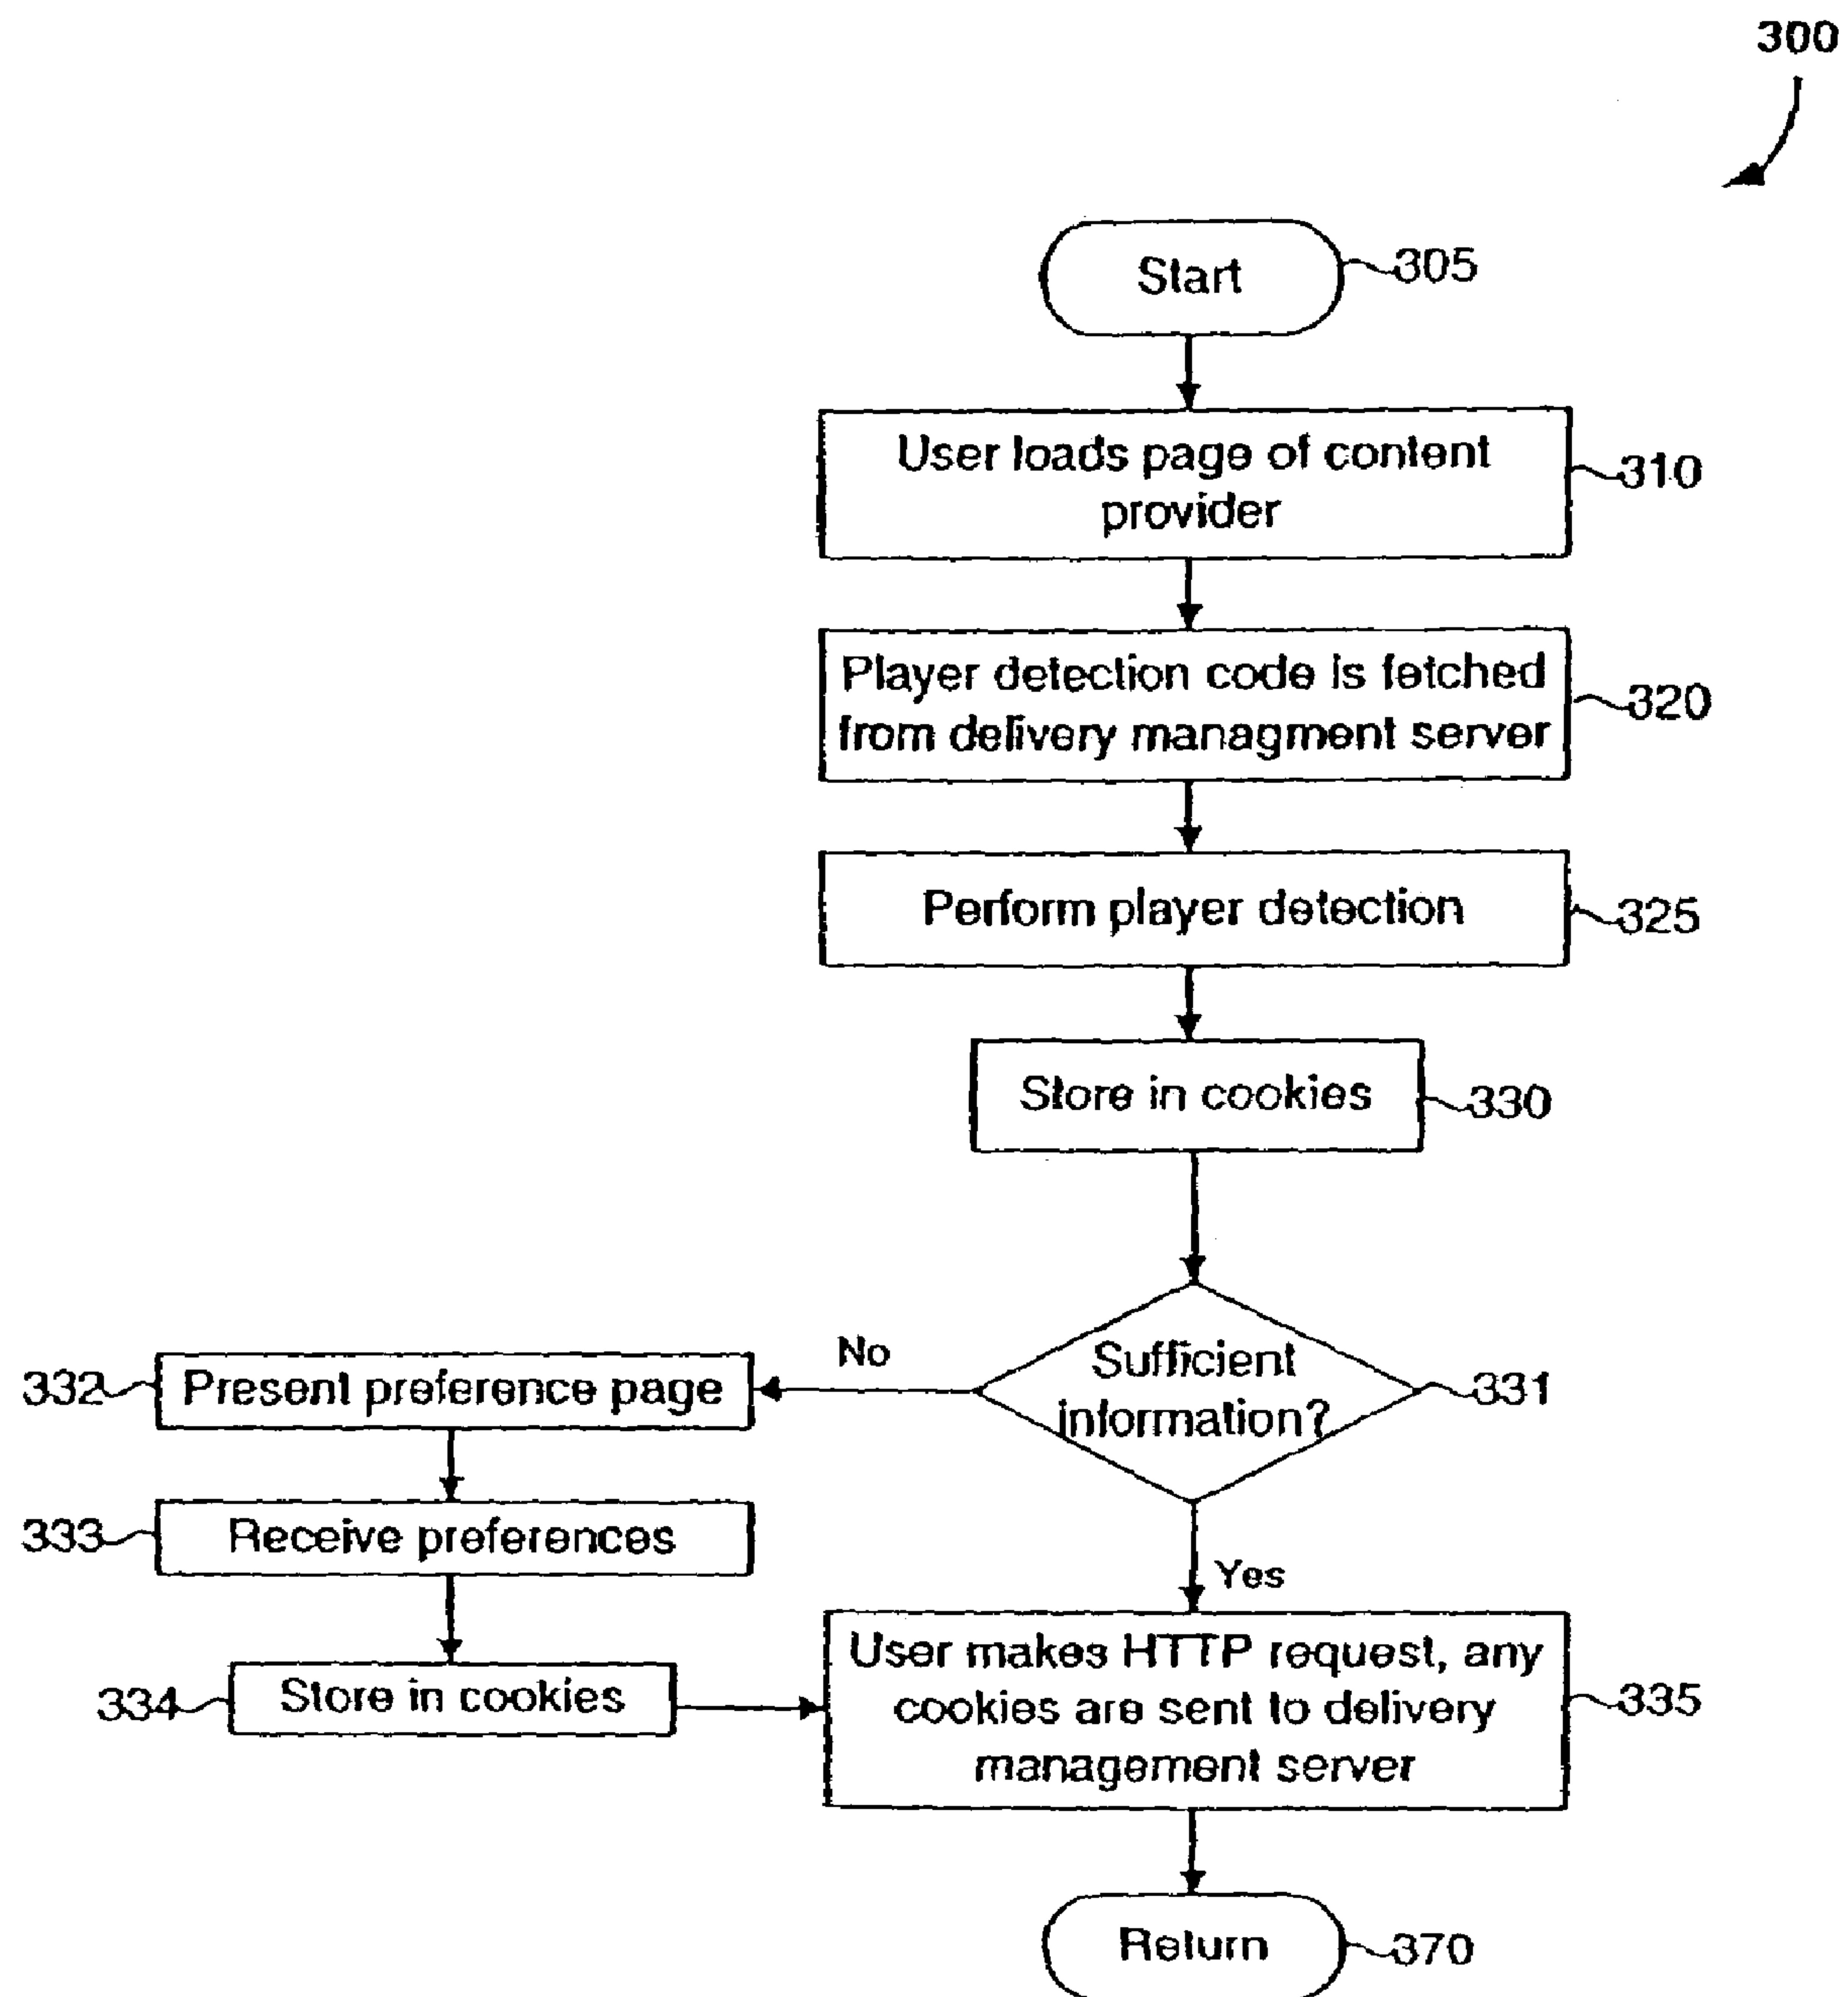 300
Start
305
User loads page of content
provider
310
Player detection code is fetched
from delivery managment server
320
Perform player detection
325
Store in cookies
330
Sufficient
information?
331
No
332
Present preference page
333
Receive preferences
334
Store in cookies
Yes
User makes HTTP request, any
cookies are sent to delivery
management server
335
Return
370